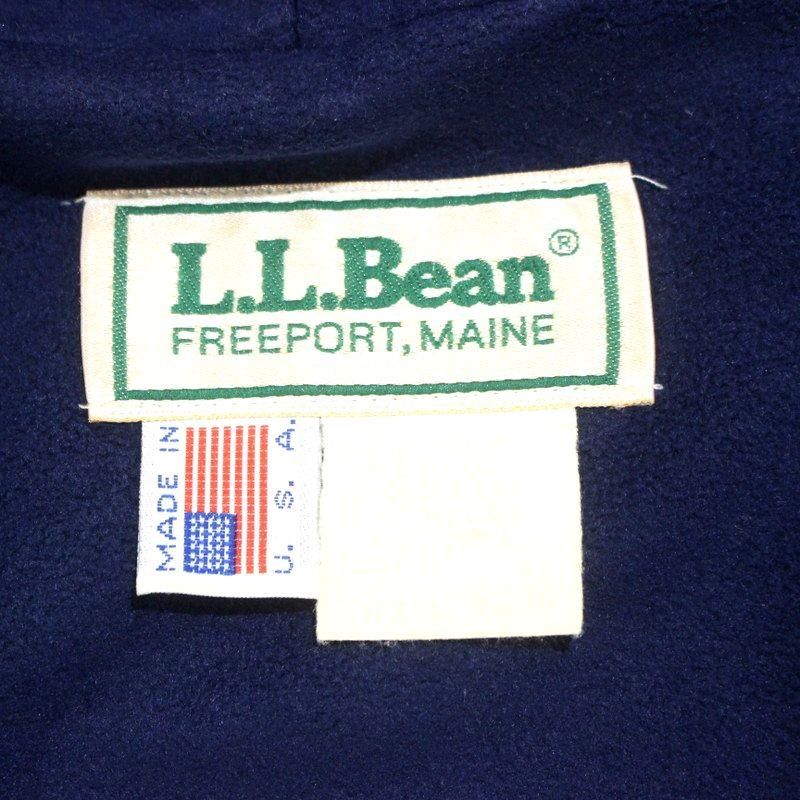 L.L.Bean®
FREEPORT, MAINE
MADE IN
U. S. A.